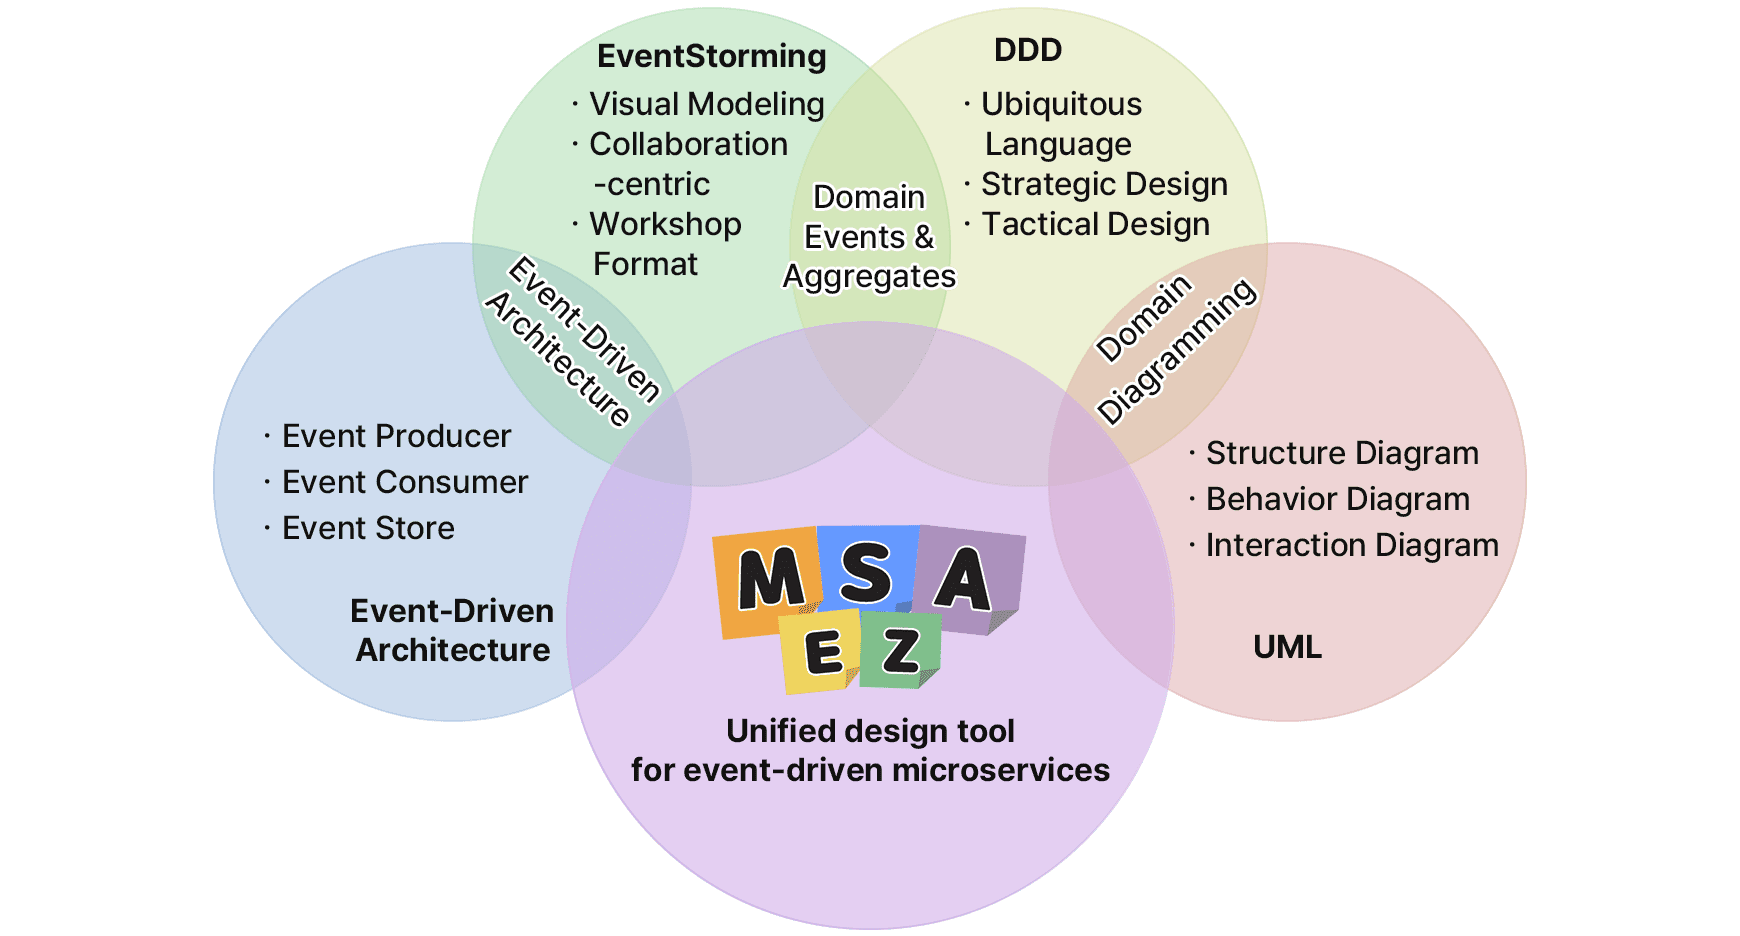 EventStorming
· Visual Modeling
· Collaboration
-centric
· Workshop
Format
DDD
· Ubiquitous
Language
· Strategic Design
· Tactical Design
Domain
Events &
Aggregates
Event-Driven
Architecture
Domain
Diagramming
· Event Producer
· Event Consumer
· Event Store
Event-Driven
Architecture
· Structure Diagram
· Behavior Diagram
· Interaction Diagram
UML
MSA
EZ
Unified design tool
for event-driven microservices